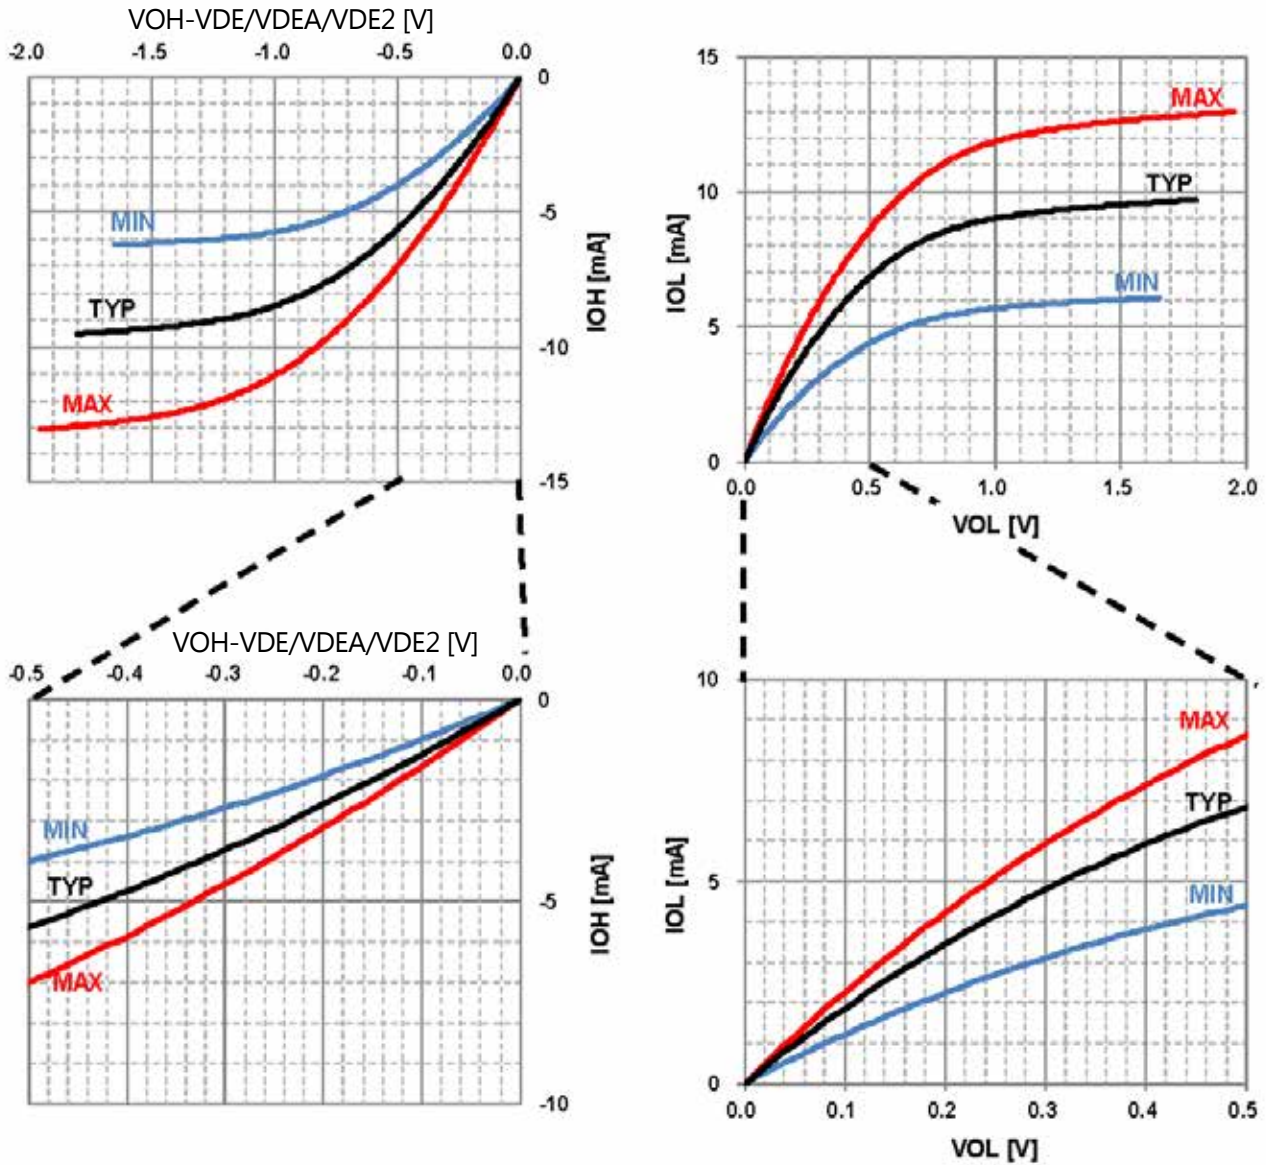 VOH-VDE/VDEA/VDE2 [V]
-2.0 -1.5 -1.0 -0.5 0.0
0
-5
-10
-15
IOH [mA]
MIN
TYP
MAX
15
10
5
0
IOL [mA]
MAX
TYP
MIN
0.0 0.5 1.0 1.5 2.0
VOL [V]
VOH-VDE/VDEA/VDE2 [V]
-0.5 -0.4 -0.3 -0.2 -0.1 0.0
0
-5
-10
IOH [mA]
MIN
TYP
MAX
10
5
0
IOL [mA]
MAX
TYP
MIN
0.0 0.1 0.2 0.3 0.4 0.5
VOL [V]